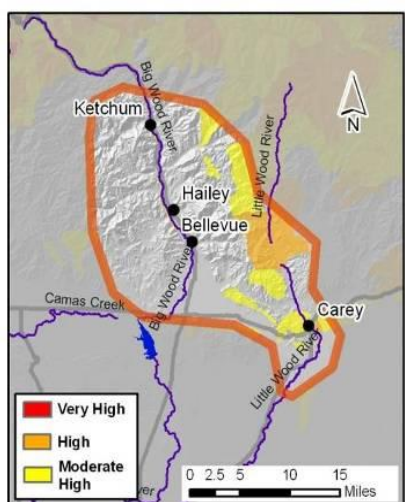 Big Wood River
Ketchum
N
Little Wood River
Hailey
Bellevue
Big Wood River
Camas Creek
Carey
Little Wood River
Very High
High
Moderate
High
ver
0 2.5 5 10 15
Miles